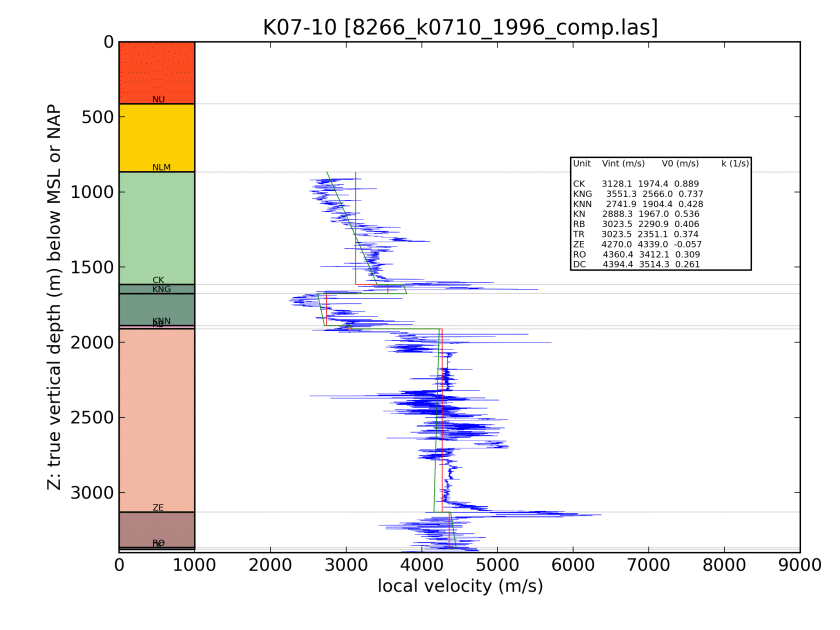 K07-10 [8266_k0710_1996_comp.las]
Z: true vertical depth (m) below MSL or NAP
0
500
1000
1500
2000
2500
3000
NU
NLM
CK
KNG
KNN
ZE
RO
Unit Vint (m/s) V0 (m/s) k (1/s)
CK 3128.1 1974.4 0.889
KNG 3551.3 2566.0 0.737
KNN 2741.9 1904.4 0.428
KN 2888.3 1967.0 0.536
RB 3023.5 2290.9 0.406
TR 3023.5 2351.1 0.374
ZE 4270.0 4339.0 -0.057
RO 4360.4 3412.1 0.309
DC 4394.4 3514.3 0.261
0 1000 2000 3000 4000 5000 6000 7000 8000 9000
local velocity (m/s)